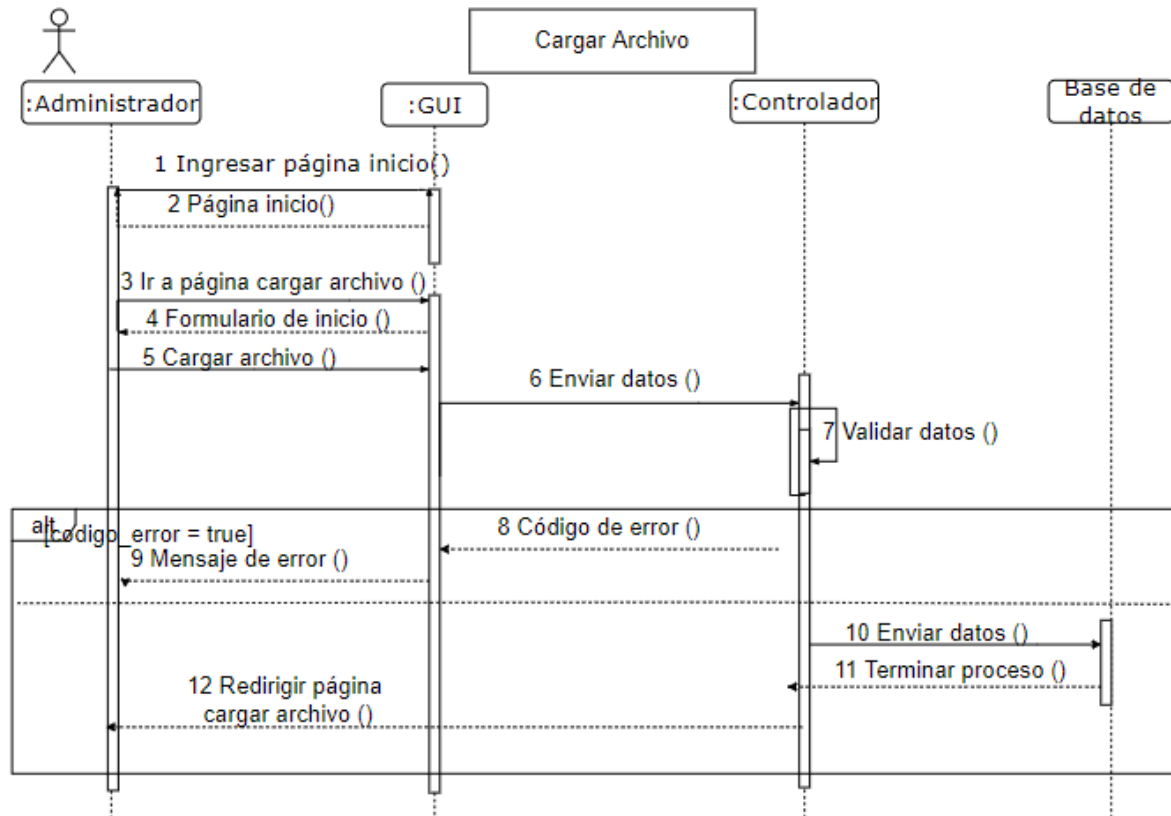 Cargar Archivo
:Administrador
:GUI
:Controlador
Base de
datos
1 Ingresar página inicio()
2 Página inicio()
3 Ir a página cargar archivo ()
4 Formulario de inicio ()
5 Cargar archivo ()
6 Enviar datos ()
7 Validar datos ()
alt
[codigo_error = true]
8 Código de error ()
9 Mensaje de error ()
10 Enviar datos ()
11 Terminar proceso ()
12 Redirigir página
cargar archivo ()